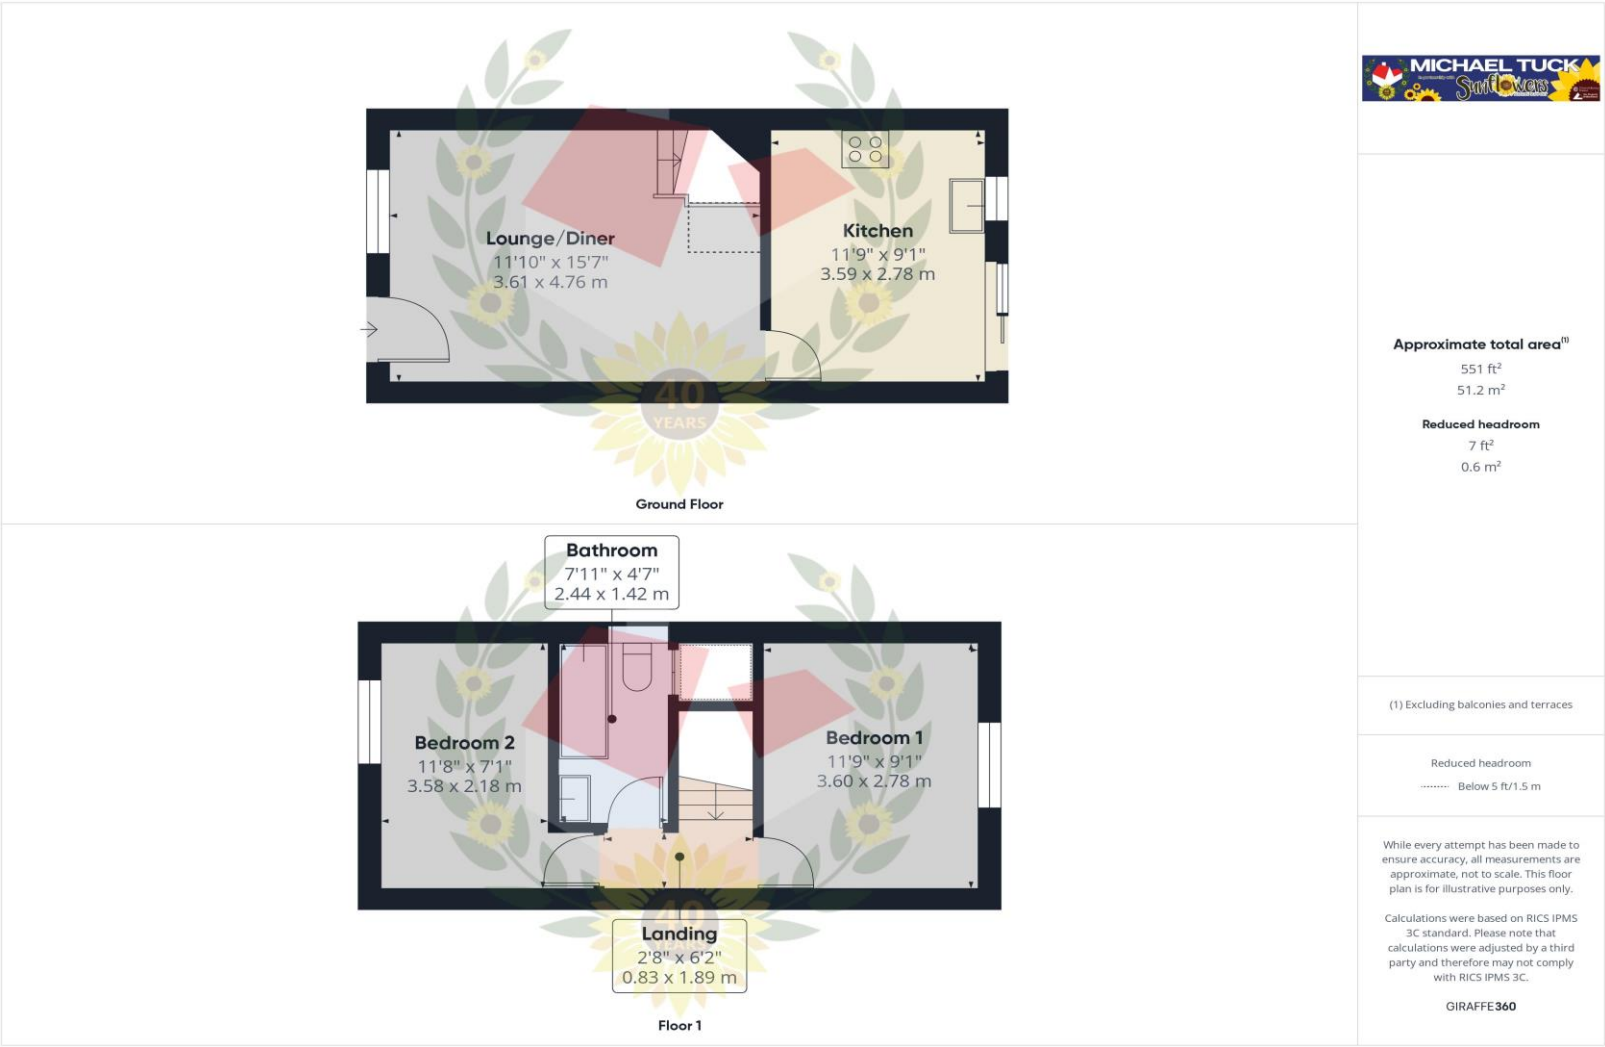 Lounge/Diner
11'10" x 15'7"
3.61 x 4.76 m
Kitchen
11'9" x 9'1"
3.59 x 2.78 m
40
YEARS
Ground Floor
Bathroom
7'11" x 4'7"
2.44 x 1.42 m
Bedroom 2
11'8" x 7'1"
3.58 x 2.18 m
Bedroom 1
11'9" x 9'1"
3.60 x 2.78 m
40
YEARS
Landing
2'8" x 6'2"
0.83 x 1.89 m
Floor 1
MICHAEL TUCK
Sunflowers
Approximate total area(1)
551 ft²
51.2 m²
Reduced headroom
7 ft²
0.6 m²
(1) Excluding balconies and terraces
Reduced headroom
Below 5 ft/1.5 m
While every attempt has been made to
ensure accuracy, all measurements are
approximate, not to scale. This floor
plan is for illustrative purposes only.
Calculations were based on RICS IPMS
3C standard. Please note that
calculations were adjusted by a third
party and therefore may not comply
with RICS IPMS 3C.
GIRAFFE360